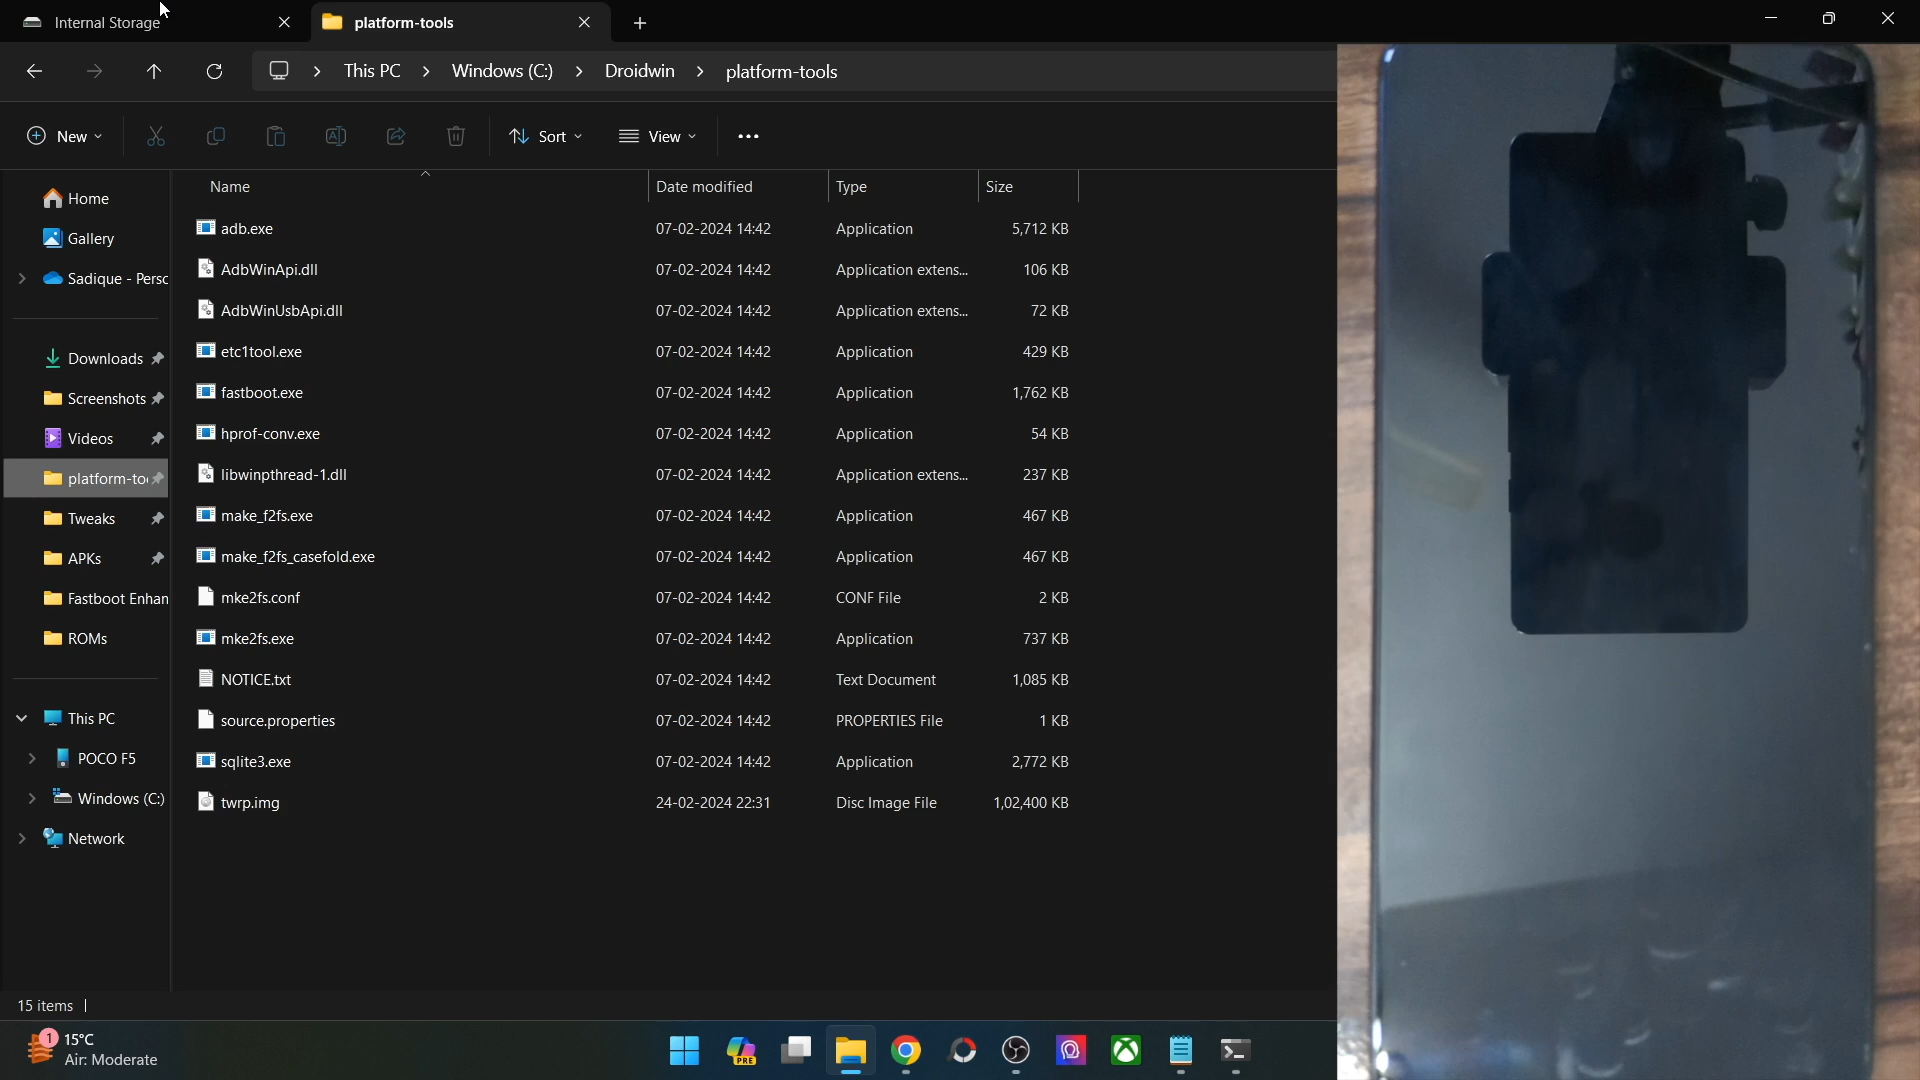 Internal Storage
platform-tools
This PC > Windows (C:) > Droidwin > platform-tools
New
Sort
View
Name
Date modified
Type
Size
Home
Gallery
Sadique - Persc
Downloads
Screenshots
Videos
platform-to
Tweaks
APKs
Fastboot Enhan
ROMs
This PC
POCO F5
Windows (C:)
Network
adb.exe 07-02-2024 14:42 Application 5,712 KB
AdbWinApi.dll 07-02-2024 14:42 Application extens... 106 KB
AdbWinUsbApi.dll 07-02-2024 14:42 Application extens... 72 KB
etc1tool.exe 07-02-2024 14:42 Application 429 KB
fastboot.exe 07-02-2024 14:42 Application 1,762 KB
hprof-conv.exe 07-02-2024 14:42 Application 54 KB
libwinpthread-1.dll 07-02-2024 14:42 Application extens... 237 KB
make_f2fs.exe 07-02-2024 14:42 Application 467 KB
make_f2fs_casefold.exe 07-02-2024 14:42 Application 467 KB
mke2fs.conf 07-02-2024 14:42 CONF File 2 KB
mke2fs.exe 07-02-2024 14:42 Application 737 KB
NOTICE.txt 07-02-2024 14:42 Text Document 1,085 KB
source.properties 07-02-2024 14:42 PROPERTIES File 1 KB
sqlite3.exe 07-02-2024 14:42 Application 2,772 KB
twrp.img 24-02-2024 22:31 Disc Image File 1,02,400 KB
15 items
1
15°C
Air: Moderate
PRE